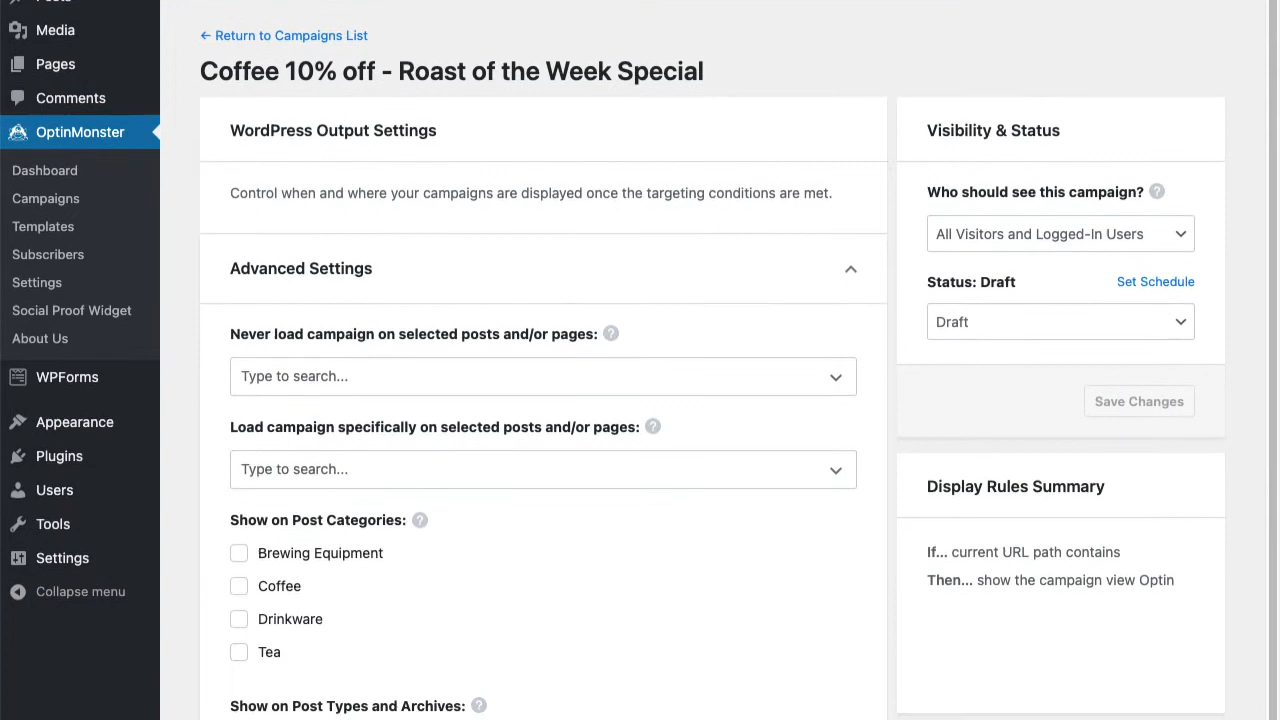 Media
Pages
Comments
OptinMonster
Dashboard
Campaigns
Templates
Subscribers
Settings
Social Proof Widget
About Us
WPForms
Appearance
Plugins
Users
Tools
Settings
Collapse menu
← Return to Campaigns List
Coffee 10% off - Roast of the Week Special
WordPress Output Settings
Control when and where your campaigns are displayed once the targeting conditions are met.
Advanced Settings
Never load campaign on selected posts and/or pages: ?
Type to search...
Load campaign specifically on selected posts and/or pages: ?
Type to search...
Show on Post Categories: ?
Brewing Equipment
Coffee
Drinkware
Tea
Show on Post Types and Archives: ?
Visibility & Status
Who should see this campaign? ?
All Visitors and Logged-In Users
Status: Draft Set Schedule
Draft
Save Changes
Display Rules Summary
If... current URL path contains
Then... show the campaign view Optin